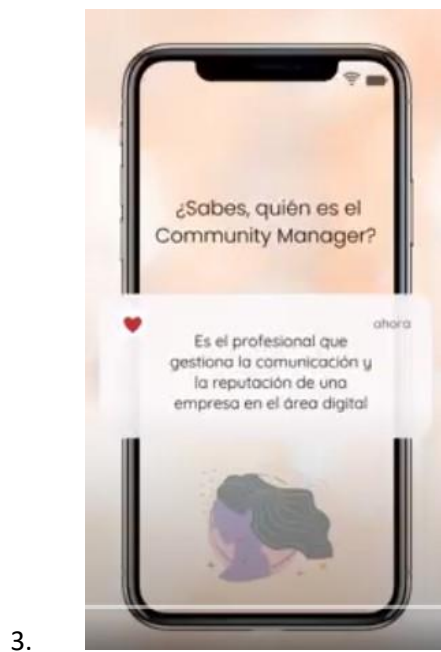 ¿Sabes, quién es el
Community Manager?
ahora
Es el profesional que
gestiona la comunicación y
la reputación de una
empresa en el área digital
3.